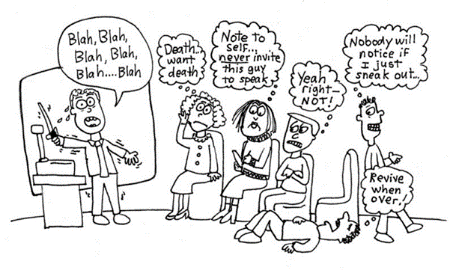 Blah, Blah,
Blah, Blah,
Blah....Blah
Death..
want
death
Note to
self...,
never invite
this guy
to speak
Yeah
right—
NOT!
Nobody will
notice if
I just
sneak out...
Revive
when
over!